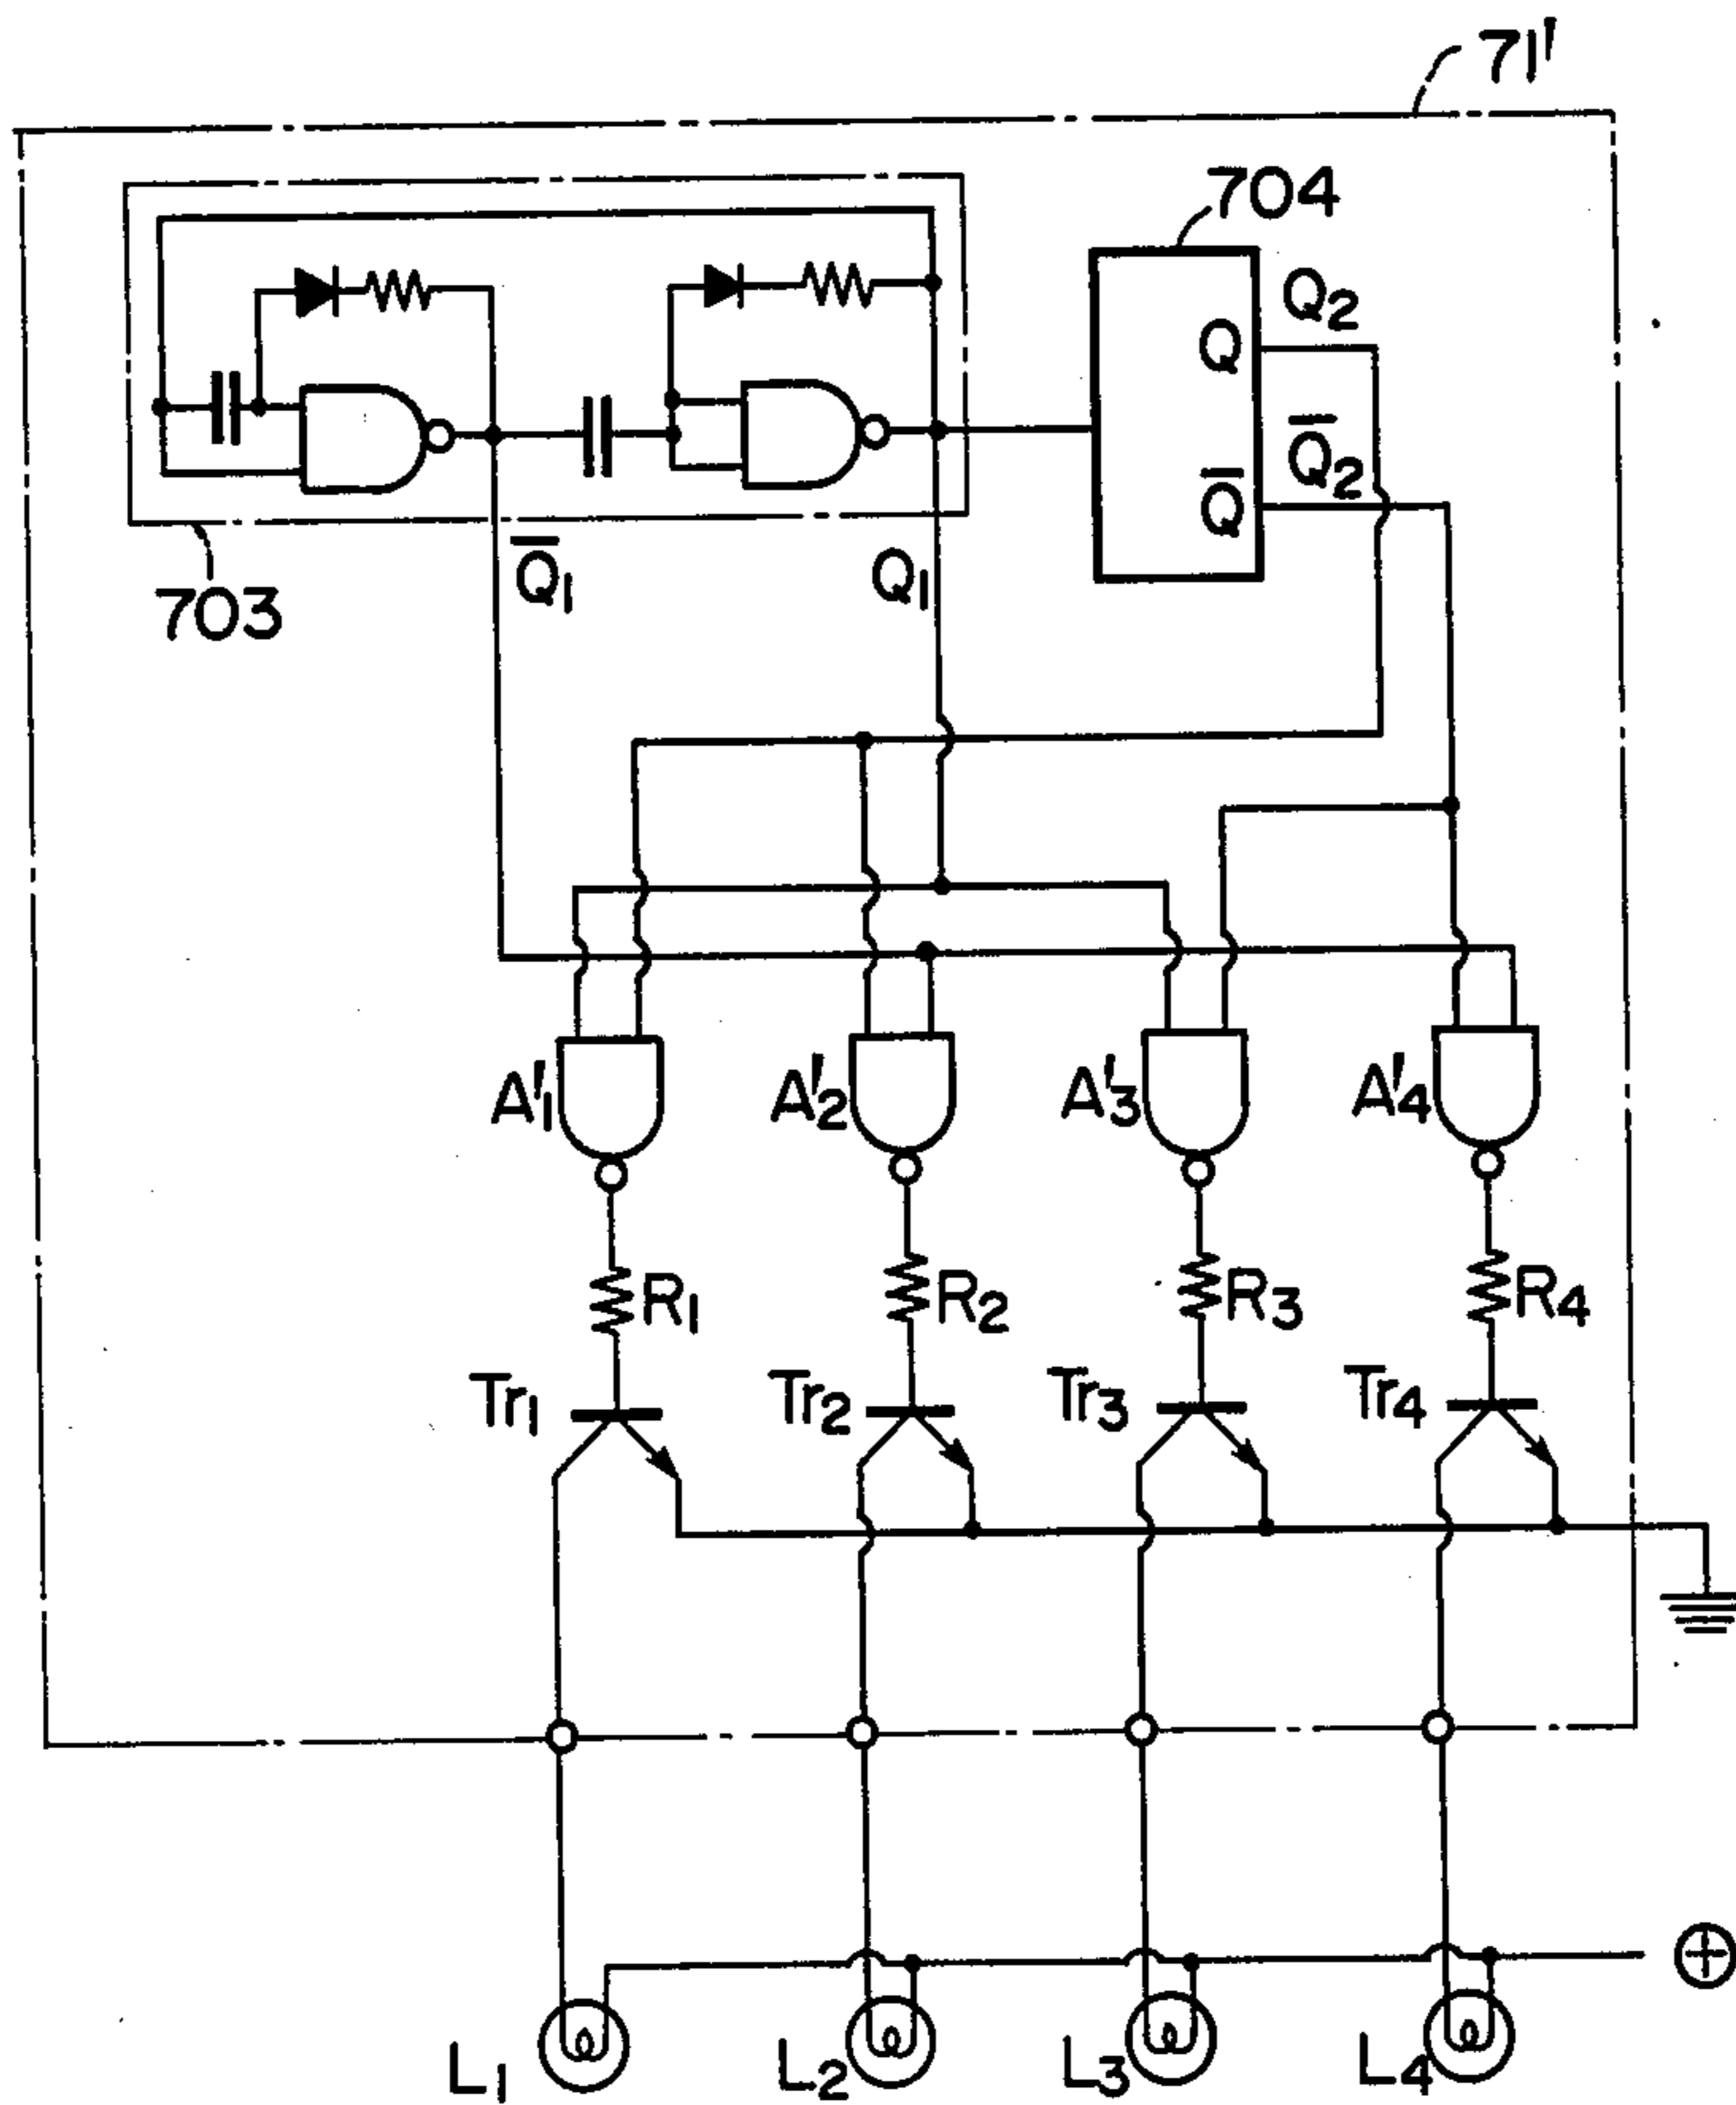 71'
704
Q₂
Q
Q̅₂
Q̅
Q̅₁
Q₁
703
A'₁
A'₂
A'₃
A'₄
R₁
R₂
R₃
R₄
Tr₁
Tr₂
Tr₃
Tr₄
L₁
L₂
L₃
L₄